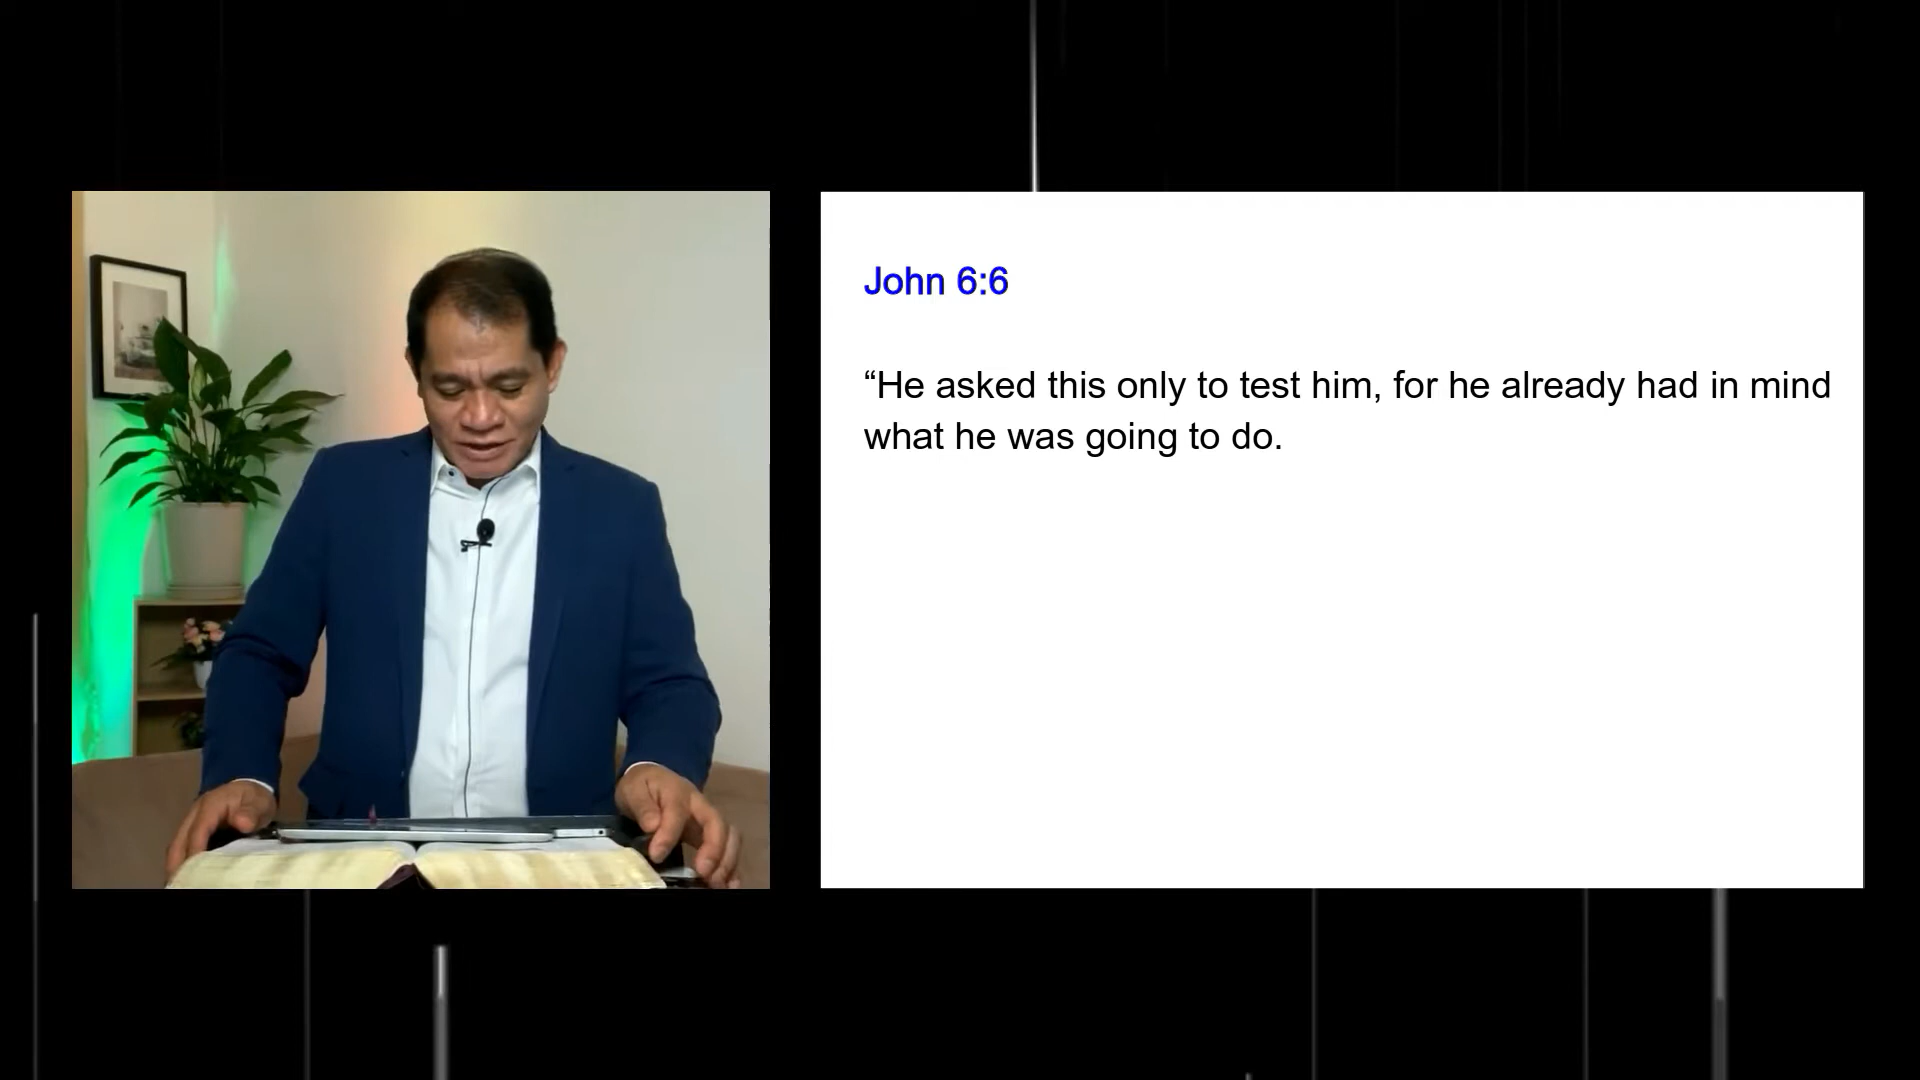 John 6:6
“He asked this only to test him, for he already had in mind
what he was going to do.